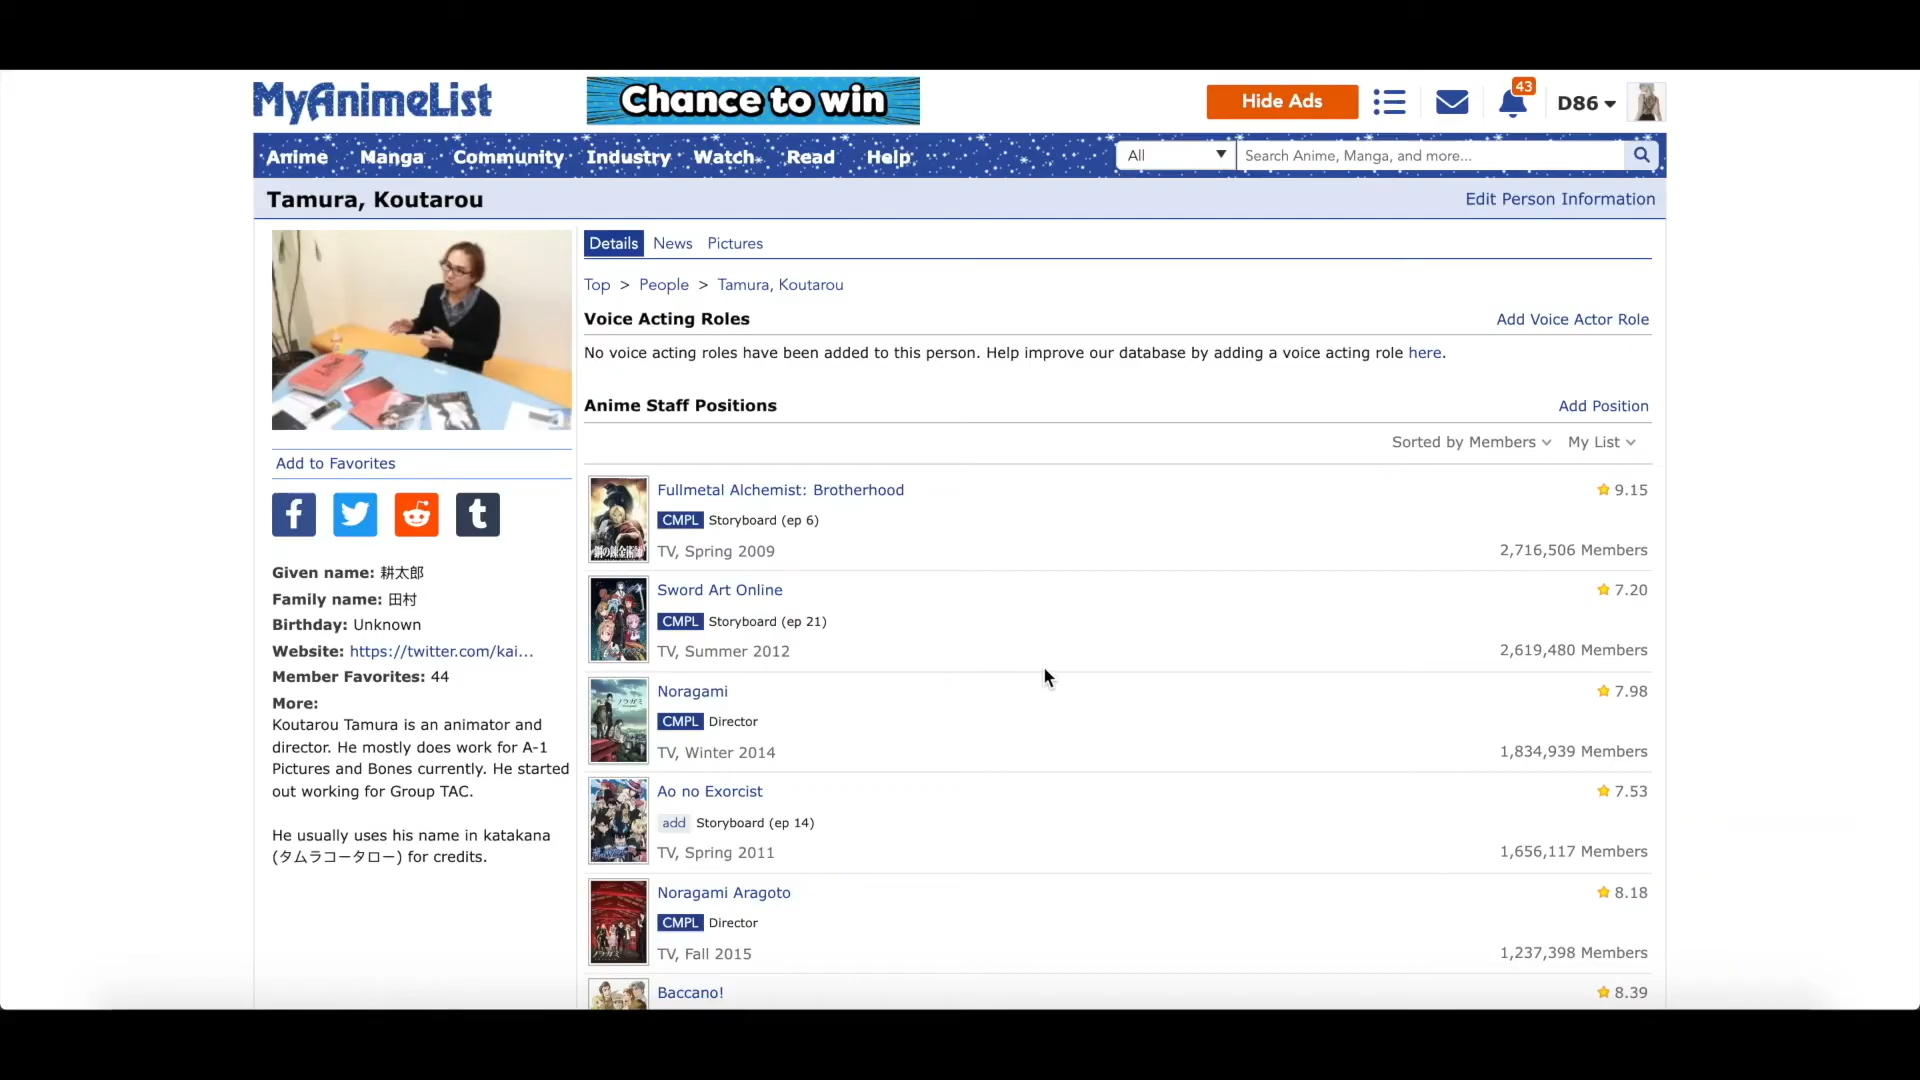 MyAnimeList
Chance to win
Hide Ads
43
D86
Anime Manga Community Industry Watch Read Help
All
Search Anime, Manga, and more...
Tamura, Koutarou
Edit Person Information
Details News Pictures
Top > People > Tamura, Koutarou
Voice Acting Roles
Add Voice Actor Role
No voice acting roles have been added to this person. Help improve our database by adding a voice acting role here.
Anime Staff Positions
Add Position
Sorted by Members My List
Add to Favorites
Given name: 耕太郎
Family name: 田村
Birthday: Unknown
Website: https://twitter.com/kai...
Member Favorites: 44
More:
Koutarou Tamura is an animator and
director. He mostly does work for A-1
Pictures and Bones currently. He started
out working for Group TAC.
He usually uses his name in katakana
(タムラコータロー) for credits.
Fullmetal Alchemist: Brotherhood
9.15
CMPL Storyboard (ep 6)
TV, Spring 2009
2,716,506 Members
Sword Art Online
7.20
CMPL Storyboard (ep 21)
TV, Summer 2012
2,619,480 Members
Noragami
7.98
CMPL Director
TV, Winter 2014
1,834,939 Members
Ao no Exorcist
7.53
add Storyboard (ep 14)
TV, Spring 2011
1,656,117 Members
Noragami Aragoto
8.18
CMPL Director
TV, Fall 2015
1,237,398 Members
Baccano!
8.39